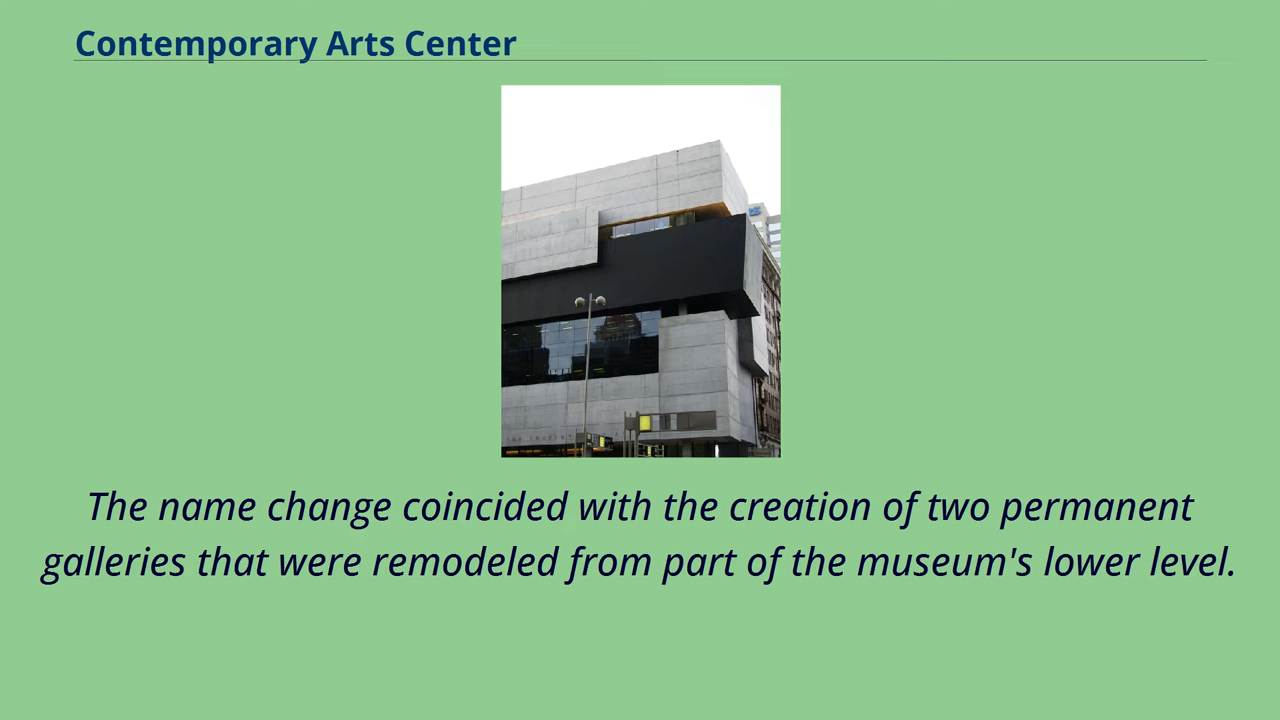 Contemporary Arts Center
The name change coincided with the creation of two permanent
galleries that were remodeled from part of the museum's lower level.